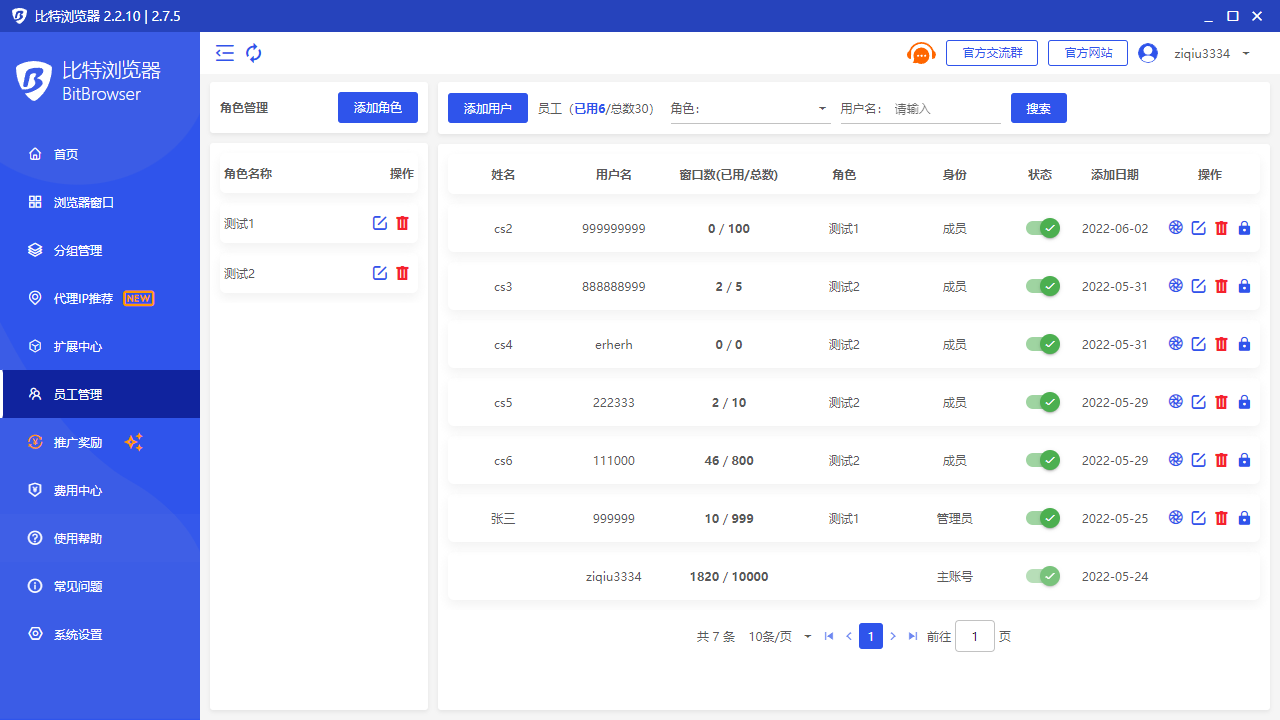 比特浏览器 2.2.10 | 2.7.5
比特浏览器
BitBrowser
首页
浏览器窗口
分组管理
代理IP推荐 NEW
扩展中心
员工管理
推广奖励
费用中心
使用帮助
常见问题
系统设置
官方交流群 官方网站 ziqiu3334
角色管理 添加角色
角色名称 操作
测试1
测试2
添加用户 员工（已用6/总数30） 角色: 用户名: 请输入 搜索
姓名 用户名 窗口数(已用/总数) 角色 身份 状态 添加日期 操作
cs2 999999999 0 / 100 测试1 成员 2022-06-02
cs3 888888999 2 / 5 测试2 成员 2022-05-31
cs4 erherh 0 / 0 测试2 成员 2022-05-31
cs5 222333 2 / 10 测试2 成员 2022-05-29
cs6 111000 46 / 800 测试2 成员 2022-05-29
张三 999999 10 / 999 测试1 管理员 2022-05-25
ziqiu3334 1820 / 10000 主账号 2022-05-24
共 7 条 10条/页 1 前往 1 页